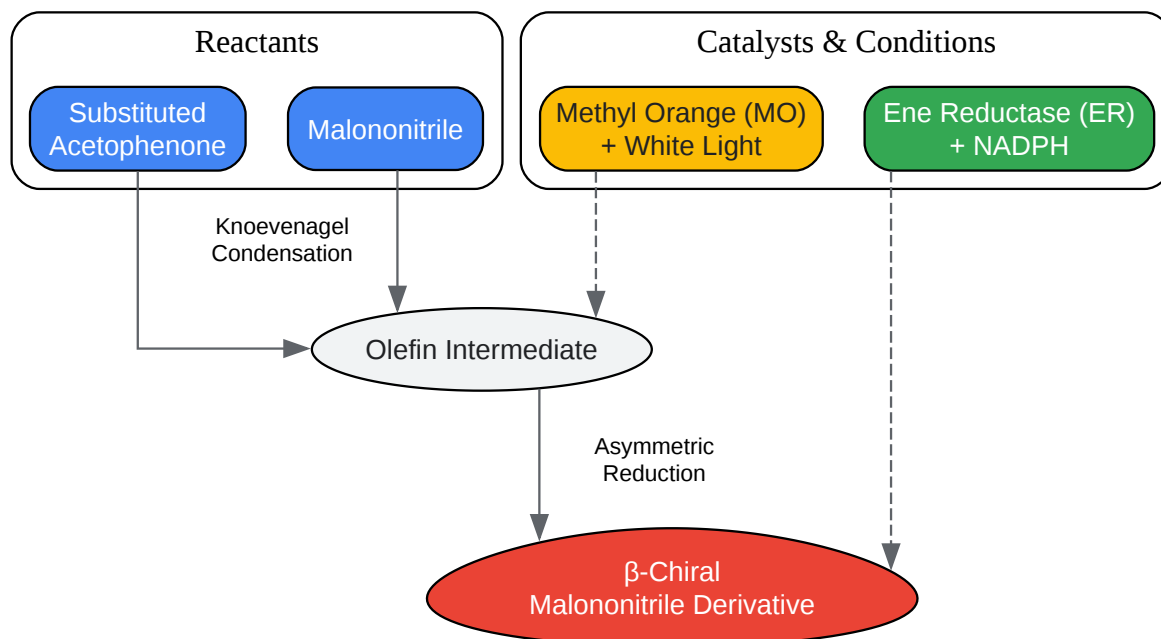 Reactants
Catalysts & Conditions
Substituted
Acetophenone
Malononitrile
Methyl Orange (MO)
+ White Light
Ene Reductase (ER)
+ NADPH
Knoevenagel
Condensation
Olefin Intermediate
Asymmetric
Reduction
β-Chiral
Malononitrile Derivative